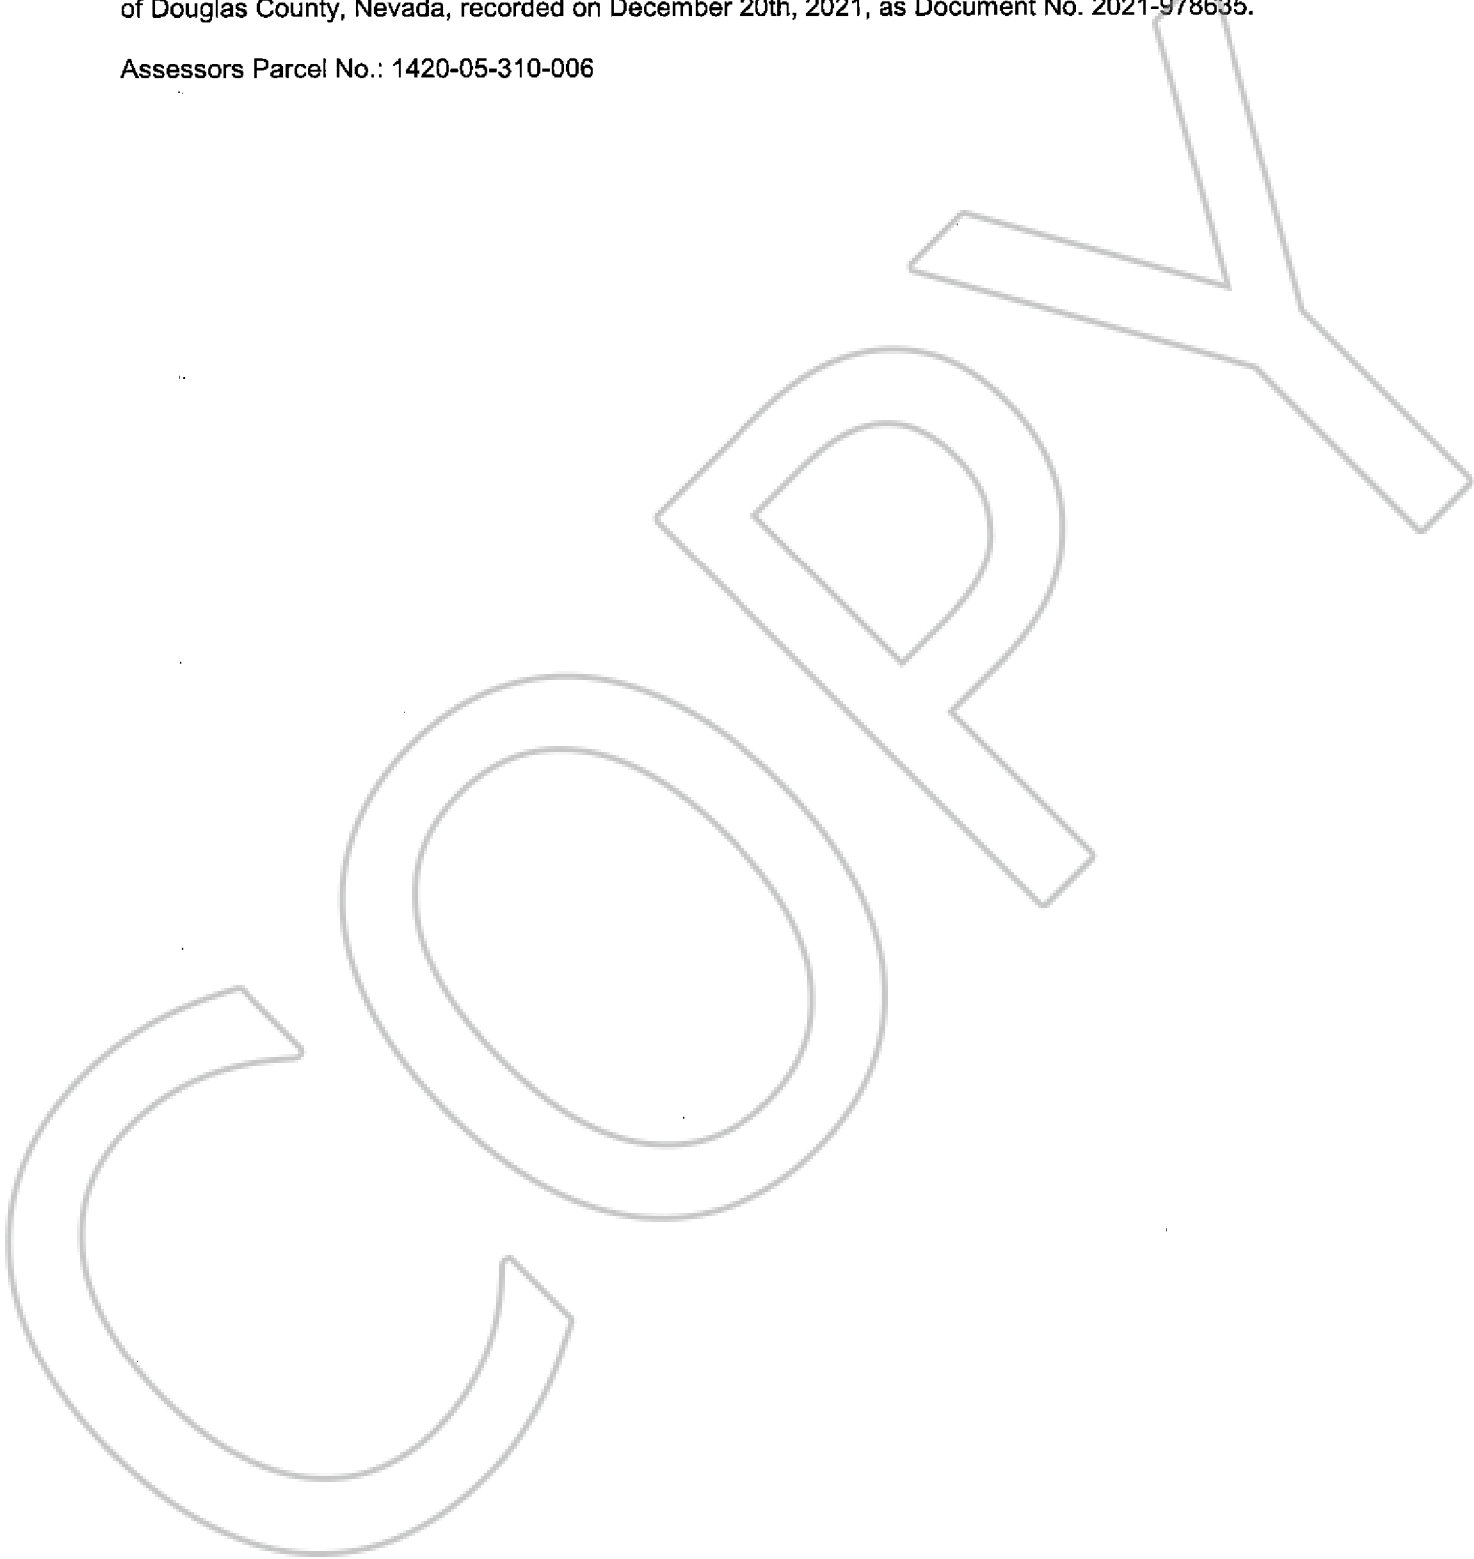 of Douglas County, Nevada, recorded on December 20th, 2021, as Document No. 2021-978635.
Assessors Parcel No.: 1420-05-310-006
COPY